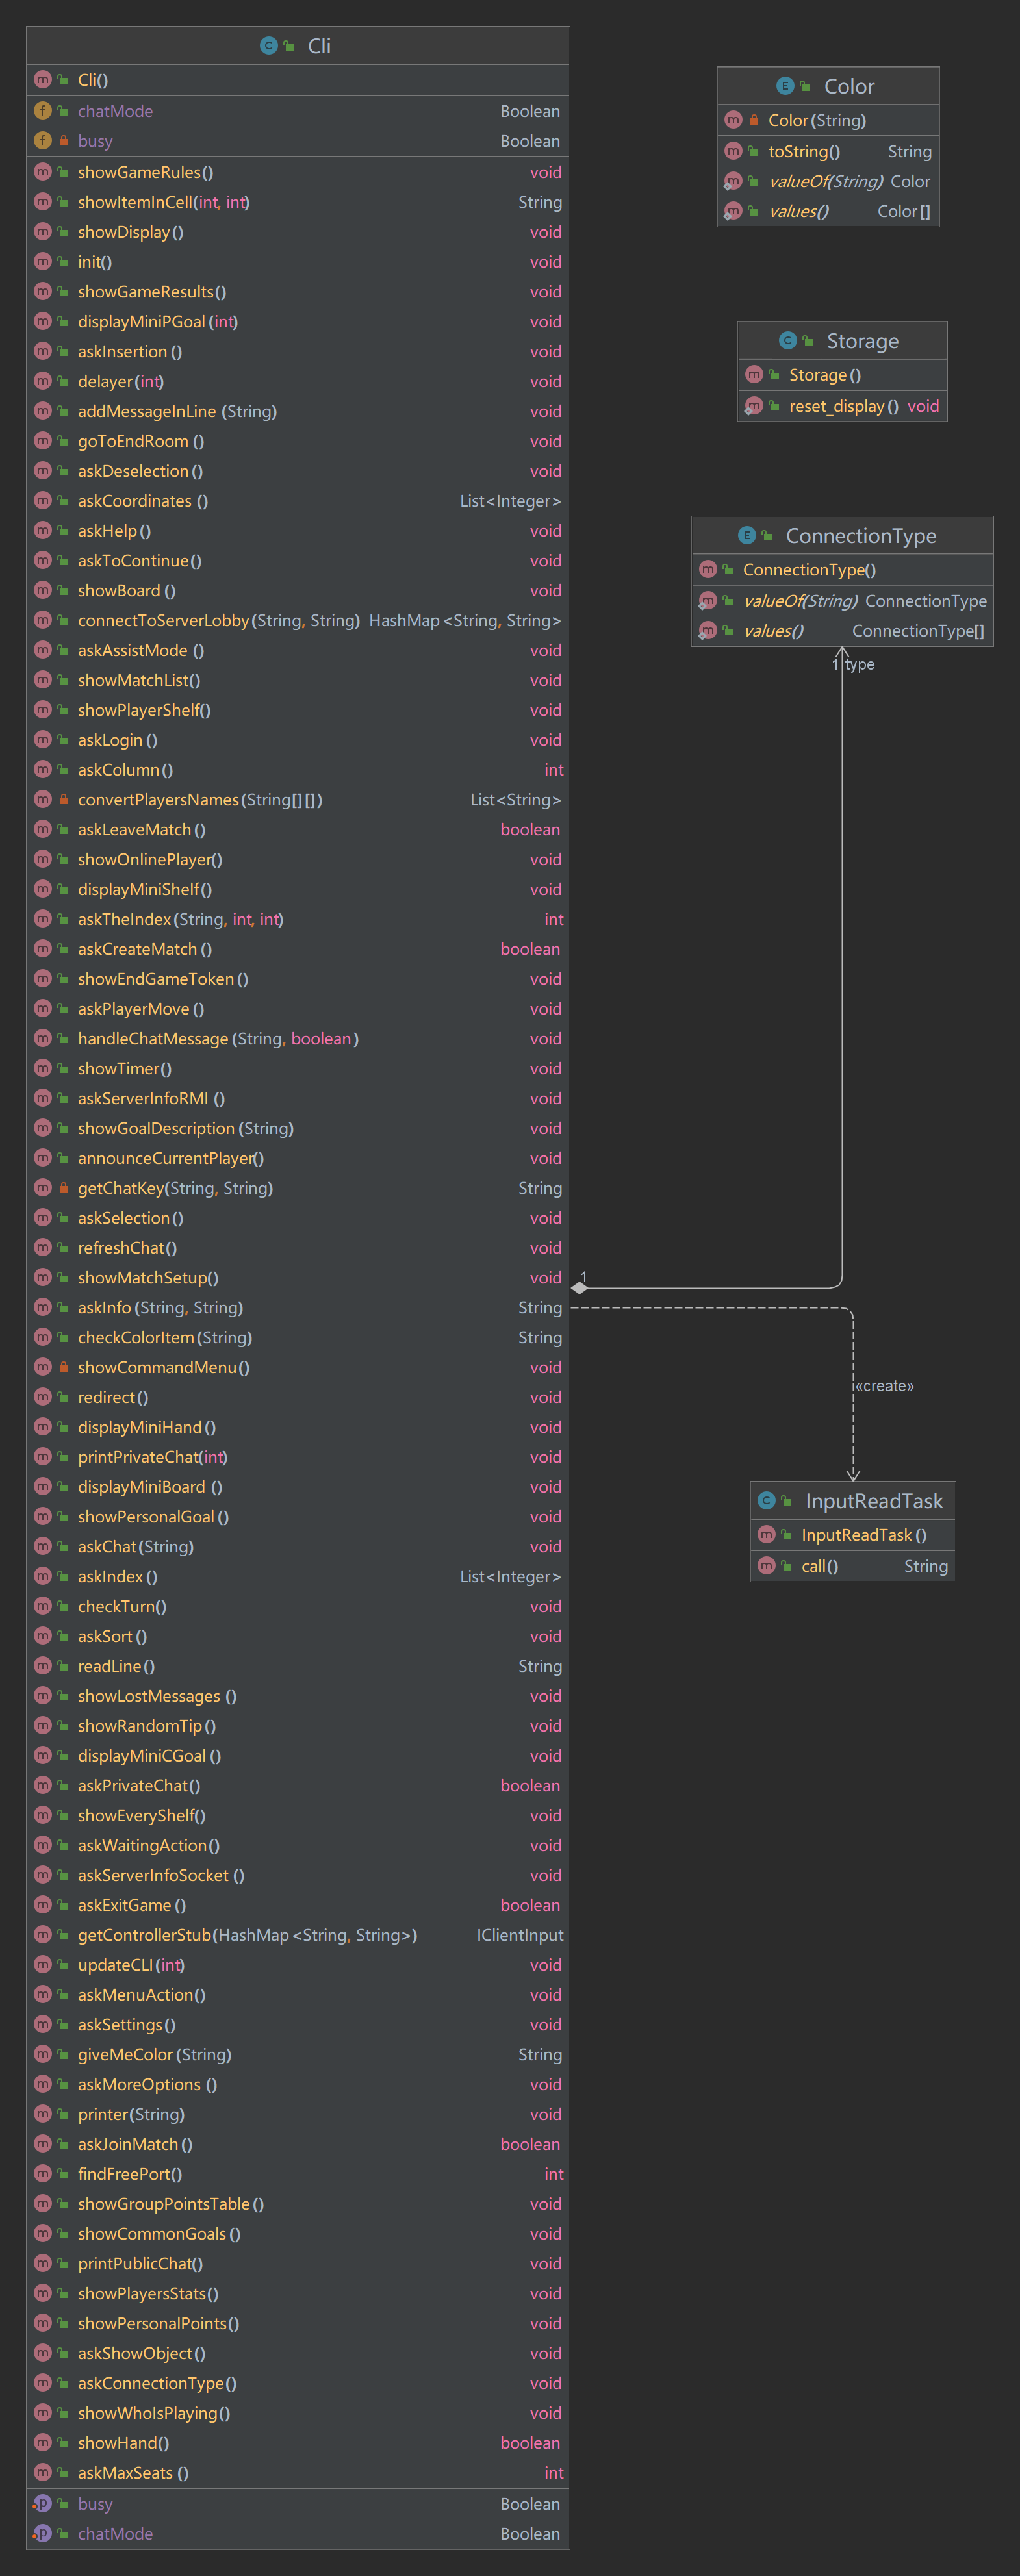 Cli
Cli()
chatMode Boolean
busy Boolean
showGameRules() void
showItemInCell(int, int) String
showDisplay() void
init() void
showGameResults() void
displayMiniPGoal(int) void
askInsertion() void
delayer(int) void
addMessageInLine(String) void
goToEndRoom() void
askDeselection() void
askCoordinates() List<Integer>
askHelp() void
askToContinue() void
showBoard() void
connectToServerLobby(String, String) HashMap<String, String>
askAssistMode() void
showMatchList() void
showPlayerShelf() void
askLogin() void
askColumn() int
convertPlayersNames(String[][]) List<String>
askLeaveMatch() boolean
showOnlinePlayer() void
displayMiniShelf() void
askTheIndex(String, int, int) int
askCreateMatch() boolean
showEndGameToken() void
askPlayerMove() void
handleChatMessage(String, boolean) void
showTimer() void
askServerInfoRMI() void
showGoalDescription(String) void
announceCurrentPlayer() void
getChatKey(String, String) String
askSelection() void
refreshChat() void
showMatchSetup() void
askInfo(String, String) String
checkColorItem(String) String
showCommandMenu() void
redirect() void
displayMiniHand() void
printPrivateChat(int) void
displayMiniBoard() void
showPersonalGoal() void
askChat(String) void
askIndex() List<Integer>
checkTurn() void
askSort() void
readLine() String
showLostMessages() void
showRandomTip() void
displayMiniCGoal() void
askPrivateChat() boolean
showEveryShelf() void
askWaitingAction() void
askServerInfoSocket() void
askExitGame() boolean
getControllerStub(HashMap<String, String>) IClientInput
updateCLI(int) void
askMenuAction() void
askSettings() void
giveMeColor(String) String
askMoreOptions() void
printer(String) void
askJoinMatch() boolean
findFreePort() int
showGroupPointsTable() void
showCommonGoals() void
printPublicChat() void
showPlayersStats() void
showPersonalPoints() void
askShowObject() void
askConnectionType() void
showWhoIsPlaying() void
showHand() boolean
askMaxSeats() int
busy Boolean
chatMode Boolean
Color
Color(String)
toString() String
valueOf(String) Color
values() Color[]
Storage
Storage()
reset_display() void
ConnectionType
ConnectionType()
valueOf(String) ConnectionType
values() ConnectionType[]
1 type
1
«create»
InputReadTask
InputReadTask()
call() String